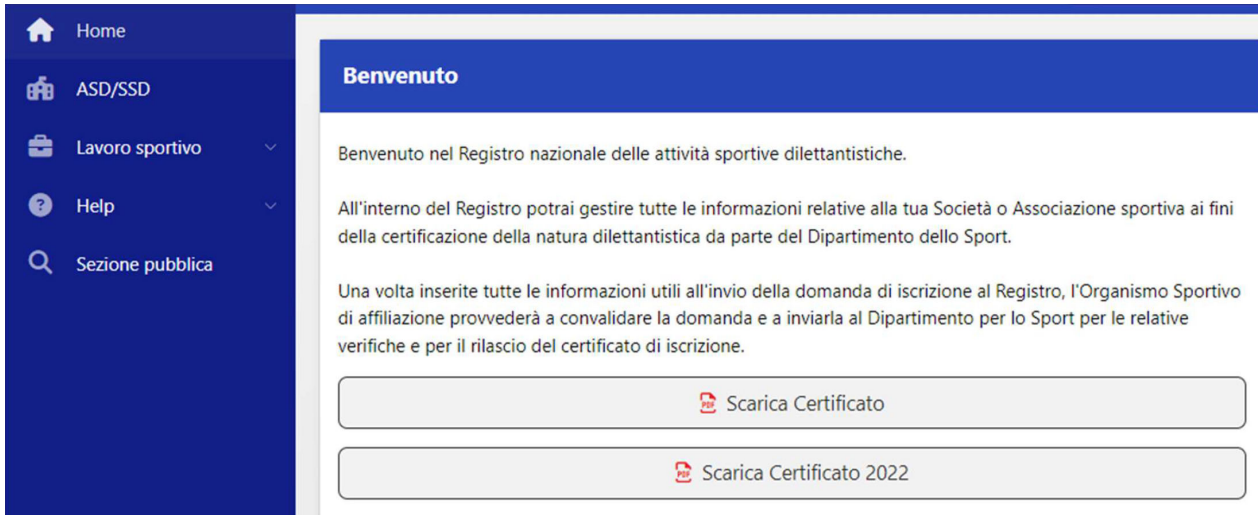 Home
ASD/SSD
Lavoro sportivo
Help
Sezione pubblica
Benvenuto
Benvenuto nel Registro nazionale delle attività sportive dilettantistiche.
All'interno del Registro potrai gestire tutte le informazioni relative alla tua Società o Associazione sportiva ai fini
della certificazione della natura dilettantistica da parte del Dipartimento dello Sport.
Una volta inserite tutte le informazioni utili all'invio della domanda di iscrizione al Registro, l'Organismo Sportivo
di affiliazione provvederà a convalidare la domanda e a inviarla al Dipartimento per lo Sport per le relative
verifiche e per il rilascio del certificato di iscrizione.
PDF Scarica Certificato
PDF Scarica Certificato 2022